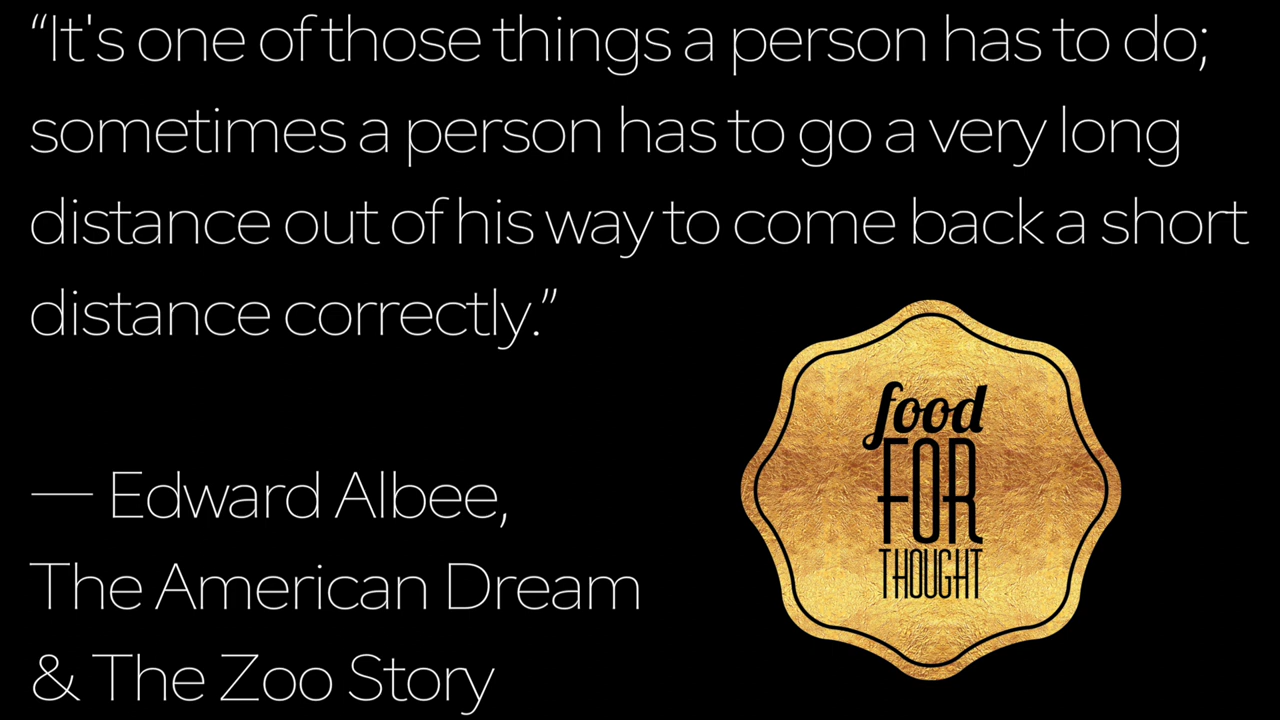 “It's one of those things a person has to do;
sometimes a person has to go a very long
distance out of his way to come back a short
distance correctly.”
— Edward Albee,
The American Dream
& The Zoo Story
food
FOR
THOUGHT